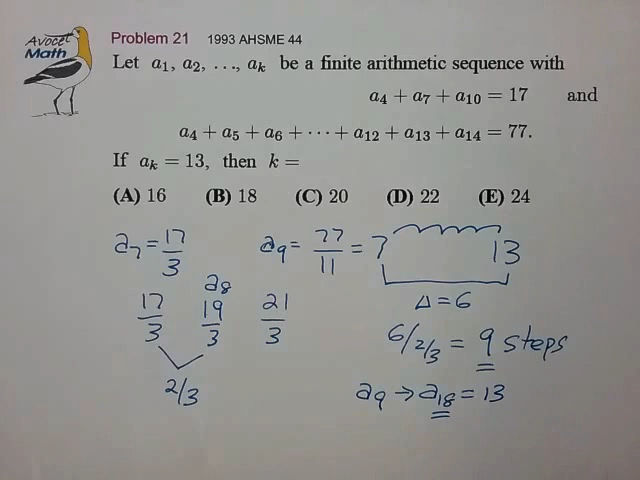 Avocet
Math
Problem 21 1993 AHSME 44
Let a₁, a₂, …, aₖ be a finite arithmetic sequence with
a₄ + a₇ + a₁₀ = 17 and
a₄ + a₅ + a₆ + ⋯ + a₁₂ + a₁₃ + a₁₄ = 77.
If aₖ = 13, then k =
(A) 16 (B) 18 (C) 20 (D) 22 (E) 24
a₇ = 17/3 a₉ = 77/11 = 7 13
a₈
17/3 19/3 21/3
Δ = 6
2/3
6/2/3 = 9 steps
a₉ → a₁₈ = 13